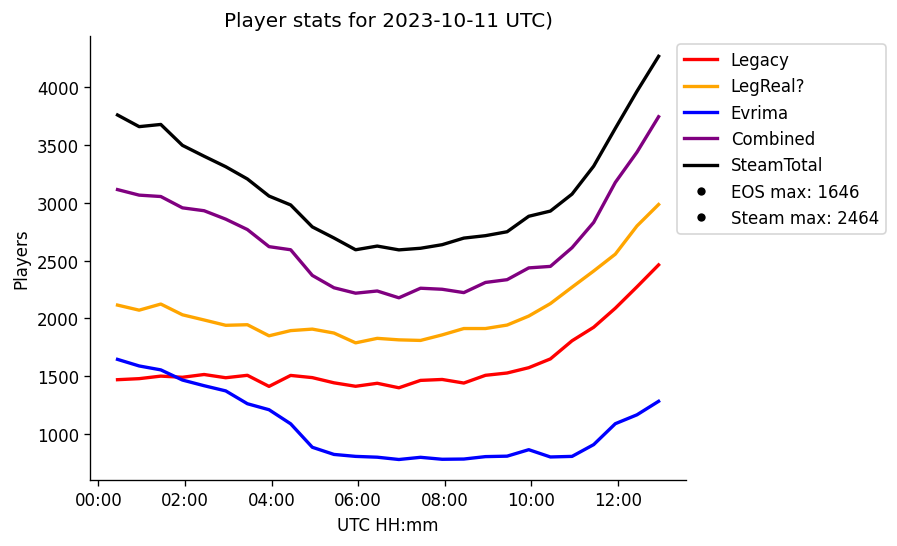 Player stats for 2023-10-11 UTC)
Legacy
LegReal?
Evrima
Combined
SteamTotal
EOS max: 1646
Steam max: 2464
Players
4000
3500
3000
2500
2000
1500
1000
00:00 02:00 04:00 06:00 08:00 10:00 12:00
UTC HH:mm